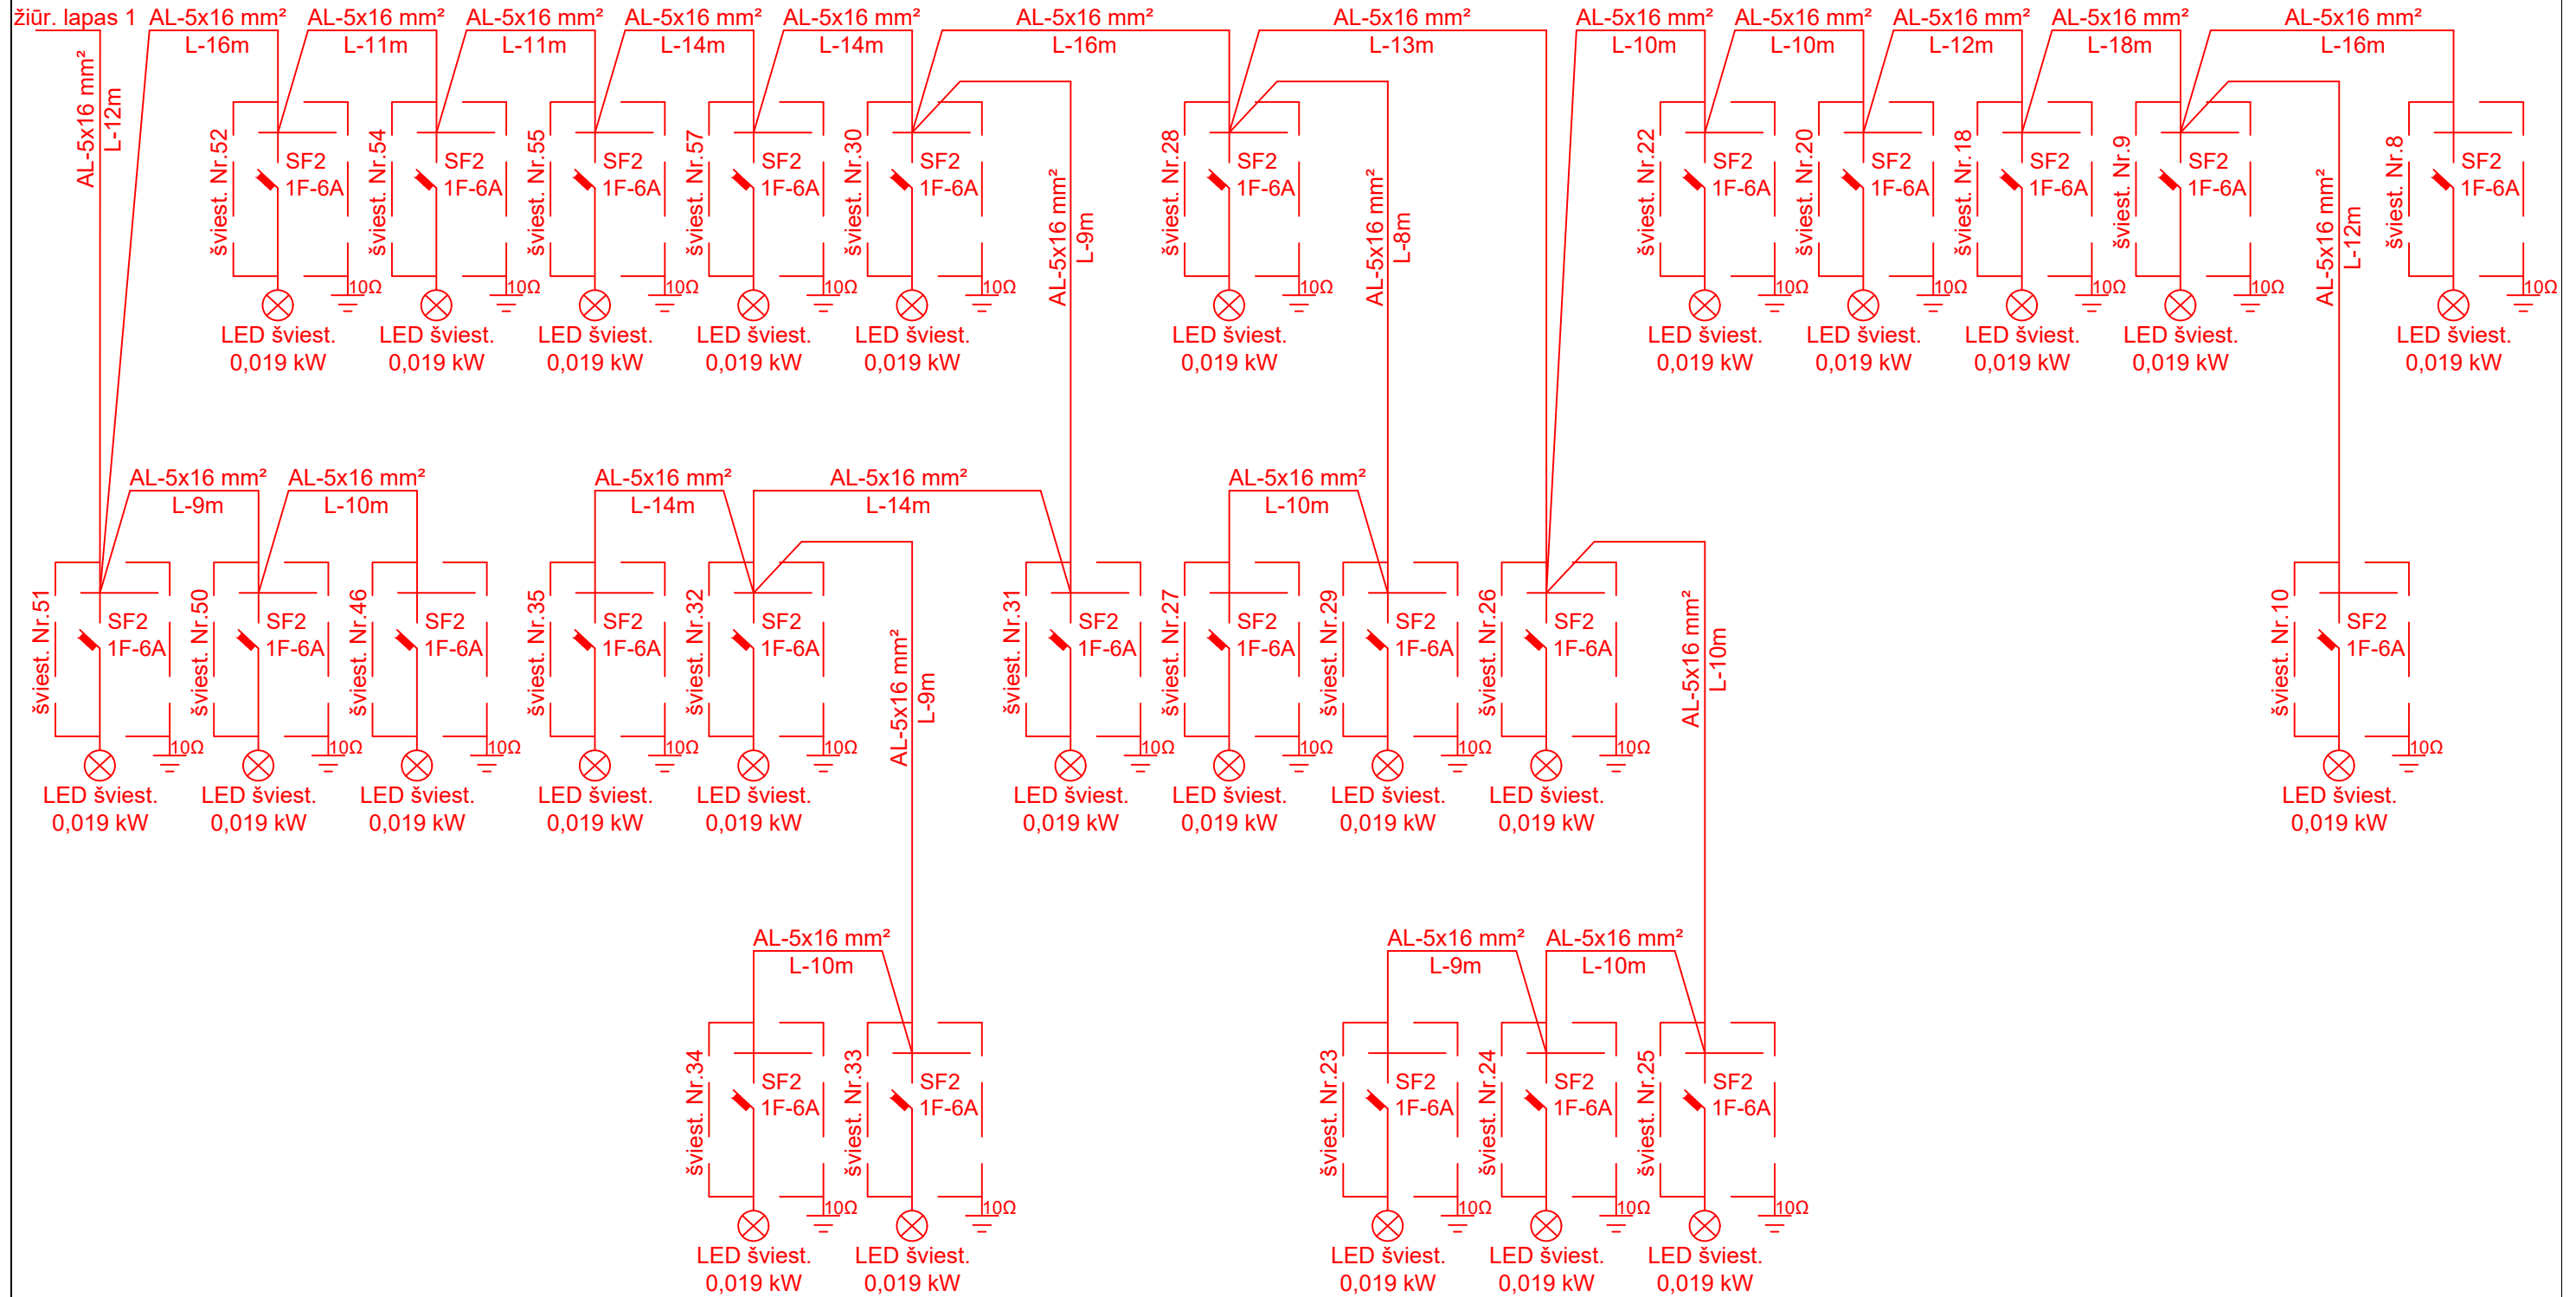 žiūr. lapas 1
AL-5x16 mm²
L-12m
AL-5x16 mm²
L-16m
AL-5x16 mm²
L-11m
AL-5x16 mm²
L-11m
AL-5x16 mm²
L-14m
AL-5x16 mm²
L-14m
AL-5x16 mm²
L-16m
AL-5x16 mm²
L-13m
AL-5x16 mm²
L-10m
AL-5x16 mm²
L-10m
AL-5x16 mm²
L-12m
AL-5x16 mm²
L-18m
AL-5x16 mm²
L-16m
šviest. Nr.52
SF2
1F-6A
10Ω
LED šviest.
0,019 kW
šviest. Nr.54
SF2
1F-6A
10Ω
LED šviest.
0,019 kW
šviest. Nr.55
SF2
1F-6A
10Ω
LED šviest.
0,019 kW
šviest. Nr.57
SF2
1F-6A
10Ω
LED šviest.
0,019 kW
šviest. Nr.30
SF2
1F-6A
10Ω
LED šviest.
0,019 kW
AL-5x16 mm²
L-9m
šviest. Nr.28
SF2
1F-6A
10Ω
LED šviest.
0,019 kW
AL-5x16 mm²
L-8m
šviest. Nr.22
SF2
1F-6A
10Ω
LED šviest.
0,019 kW
šviest. Nr.20
SF2
1F-6A
10Ω
LED šviest.
0,019 kW
šviest. Nr.18
SF2
1F-6A
10Ω
LED šviest.
0,019 kW
šviest. Nr.9
SF2
1F-6A
10Ω
LED šviest.
0,019 kW
AL-5x16 mm²
L-12m
šviest. Nr.8
SF2
1F-6A
10Ω
LED šviest.
0,019 kW
AL-5x16 mm²
L-9m
AL-5x16 mm²
L-10m
AL-5x16 mm²
L-14m
AL-5x16 mm²
L-14m
AL-5x16 mm²
L-10m
šviest. Nr.51
SF2
1F-6A
10Ω
LED šviest.
0,019 kW
šviest. Nr.50
SF2
1F-6A
10Ω
LED šviest.
0,019 kW
šviest. Nr.46
SF2
1F-6A
10Ω
LED šviest.
0,019 kW
šviest. Nr.35
SF2
1F-6A
10Ω
LED šviest.
0,019 kW
šviest. Nr.32
SF2
1F-6A
10Ω
LED šviest.
0,019 kW
AL-5x16 mm²
L-9m
šviest. Nr.31
SF2
1F-6A
10Ω
LED šviest.
0,019 kW
šviest. Nr.27
SF2
1F-6A
10Ω
LED šviest.
0,019 kW
šviest. Nr.29
SF2
1F-6A
10Ω
LED šviest.
0,019 kW
šviest. Nr.26
SF2
1F-6A
10Ω
LED šviest.
0,019 kW
AL-5x16 mm²
L-10m
šviest. Nr.10
SF2
1F-6A
10Ω
LED šviest.
0,019 kW
AL-5x16 mm²
L-10m
AL-5x16 mm²
L-9m
AL-5x16 mm²
L-10m
šviest. Nr.34
SF2
1F-6A
10Ω
LED šviest.
0,019 kW
šviest. Nr.33
SF2
1F-6A
10Ω
LED šviest.
0,019 kW
šviest. Nr.23
SF2
1F-6A
10Ω
LED šviest.
0,019 kW
šviest. Nr.24
SF2
1F-6A
10Ω
LED šviest.
0,019 kW
šviest. Nr.25
SF2
1F-6A
10Ω
LED šviest.
0,019 kW